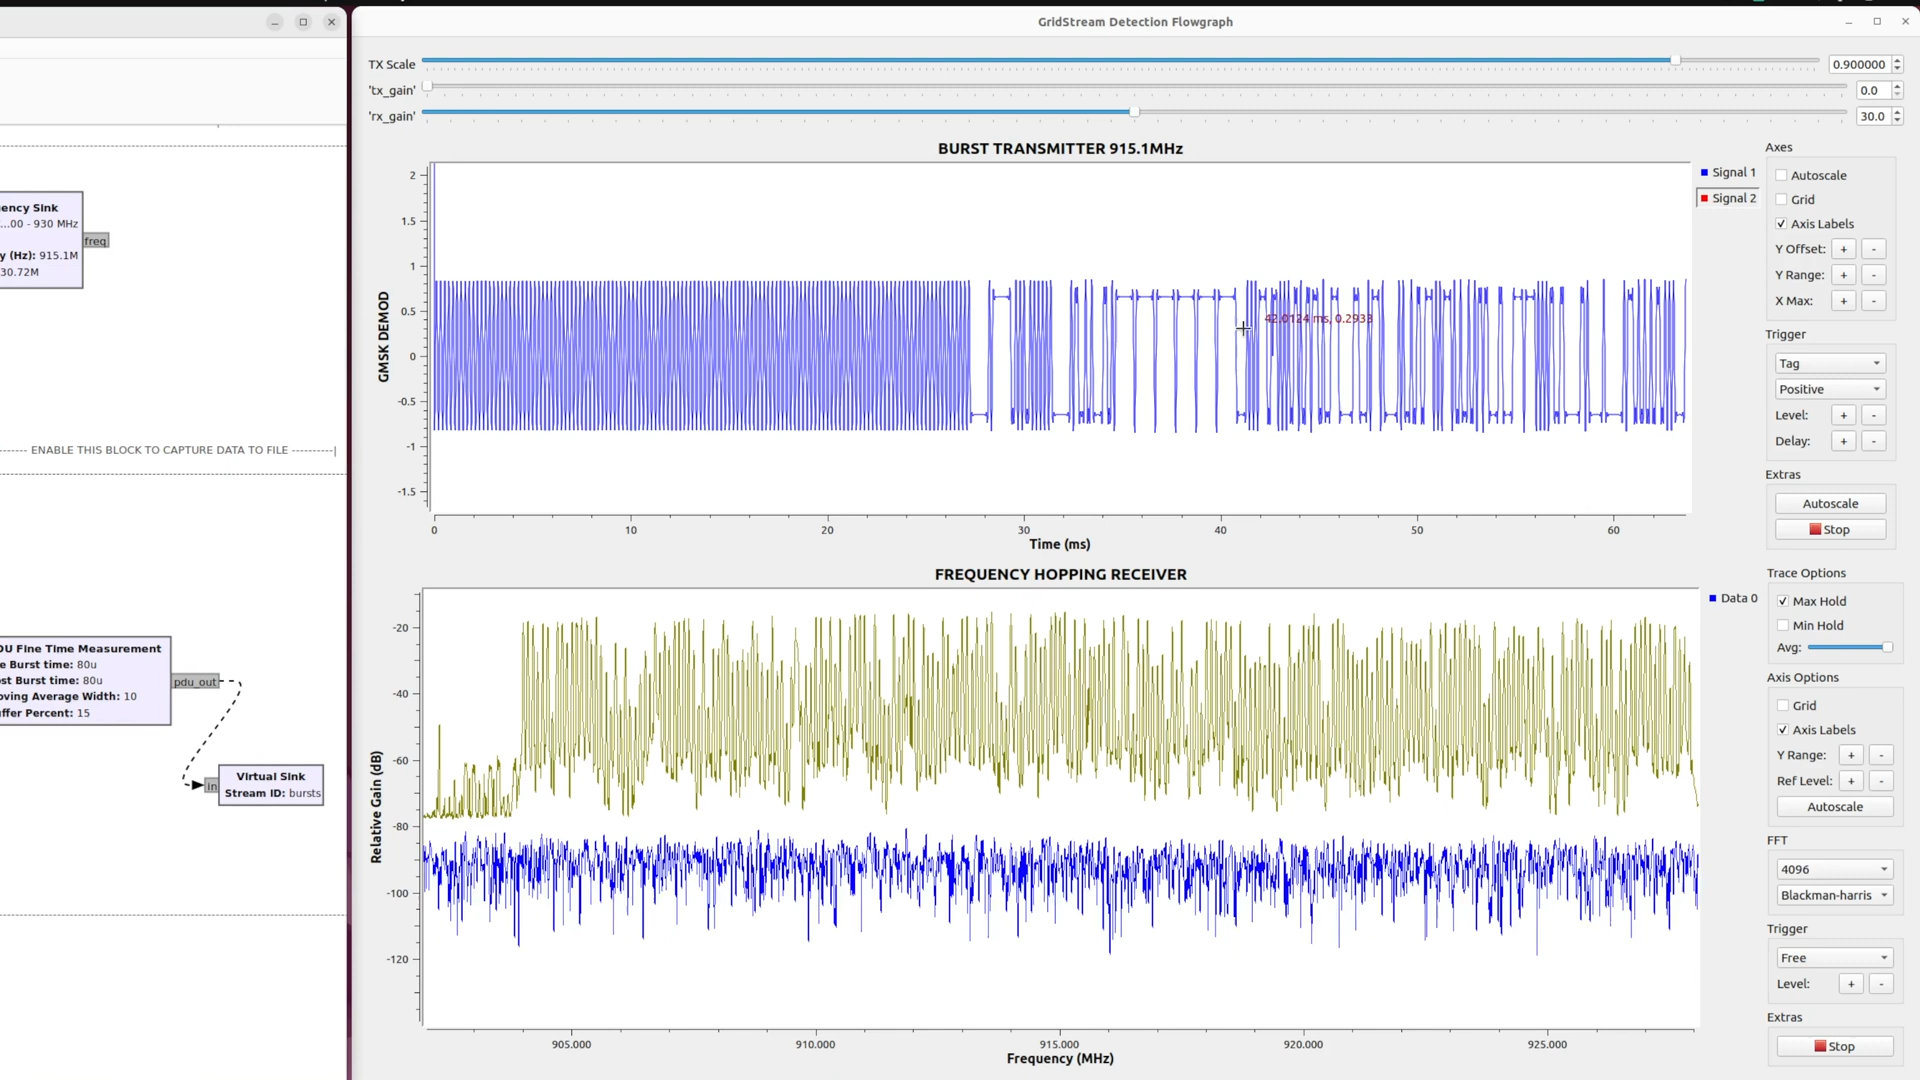 GridStream Detection Flowgraph
TX Scale
0.900000
'tx_gain'
0.0
'rx_gain'
30.0
BURST TRANSMITTER 915.1MHz
Signal 1
Signal 2
2
1.5
1
0.5
0
-0.5
-1
-1.5
GMSK DEMOD
42.0124 ms, 0.2933
0
10
20
30
40
50
60
Time (ms)
Axes
Autoscale
Grid
Axis Labels
Y Offset:
+
-
Y Range:
+
-
X Max:
+
-
Trigger
Tag
Positive
Level:
+
-
Delay:
+
-
Extras
Autoscale
Stop
FREQUENCY HOPPING RECEIVER
Data 0
-20
-40
-60
-80
-100
-120
Relative Gain (dB)
905.000
910.000
915.000
920.000
925.000
Frequency (MHz)
Trace Options
Max Hold
Min Hold
Avg:
Axis Options
Grid
Axis Labels
Y Range:
+
-
Ref Level:
+
-
Autoscale
FFT
4096
Blackman-harris
Trigger
Free
Level:
+
-
Extras
Stop
ency Sink
...00 - 930 MHz
y (Hz): 915.1M
30.72M
freq
------- ENABLE THIS BLOCK TO CAPTURE DATA TO FILE ----------|
DU Fine Time Measurement
e Burst time: 80u
st Burst time: 80u
oving Average Width: 10
uffer Percent: 15
pdu_out
in
Virtual Sink
Stream ID: bursts